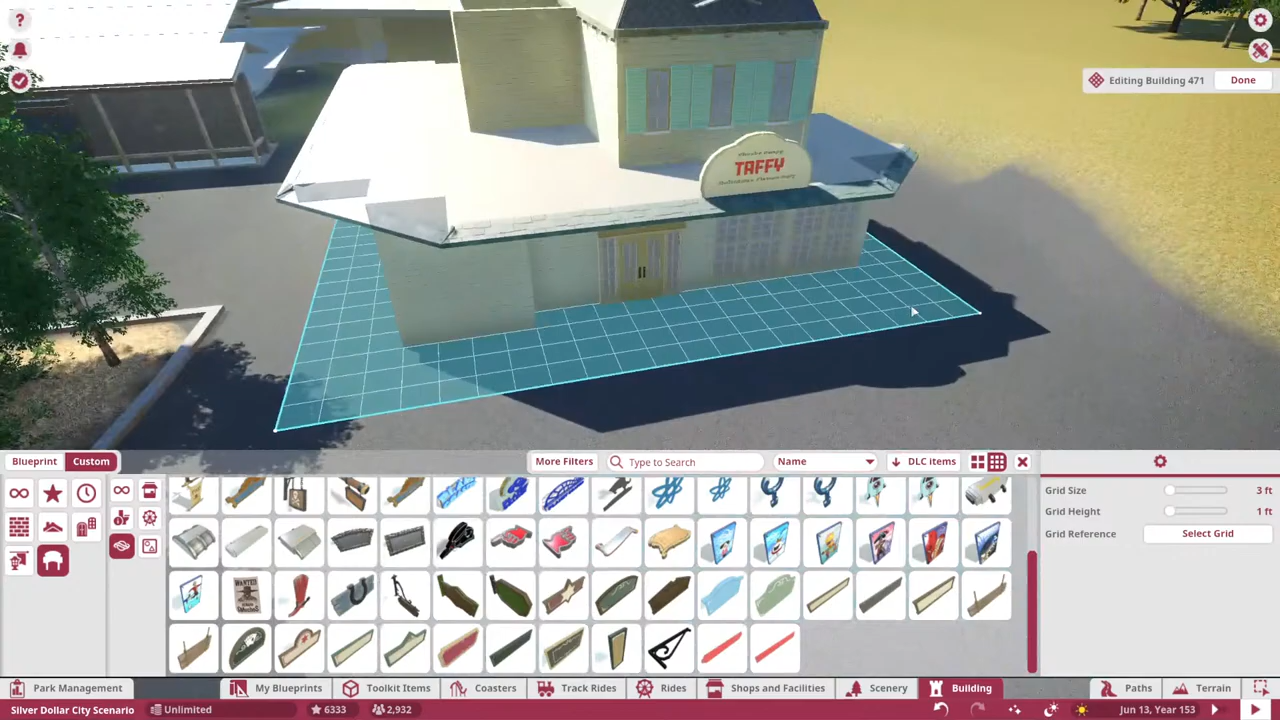 ?
Editing Building 471
Done
TAFFY
Blueprint
Custom
More Filters
Type to Search
Name
DLC items
Grid Size
3 ft
Grid Height
1 ft
Grid Reference
Select Grid
WANTED
Park Management
My Blueprints
Toolkit Items
Coasters
Track Rides
Rides
Shops and Facilities
Scenery
Building
Paths
Terrain
Silver Dollar City Scenario
Unlimited
6333
2,932
Jun 13, Year 153